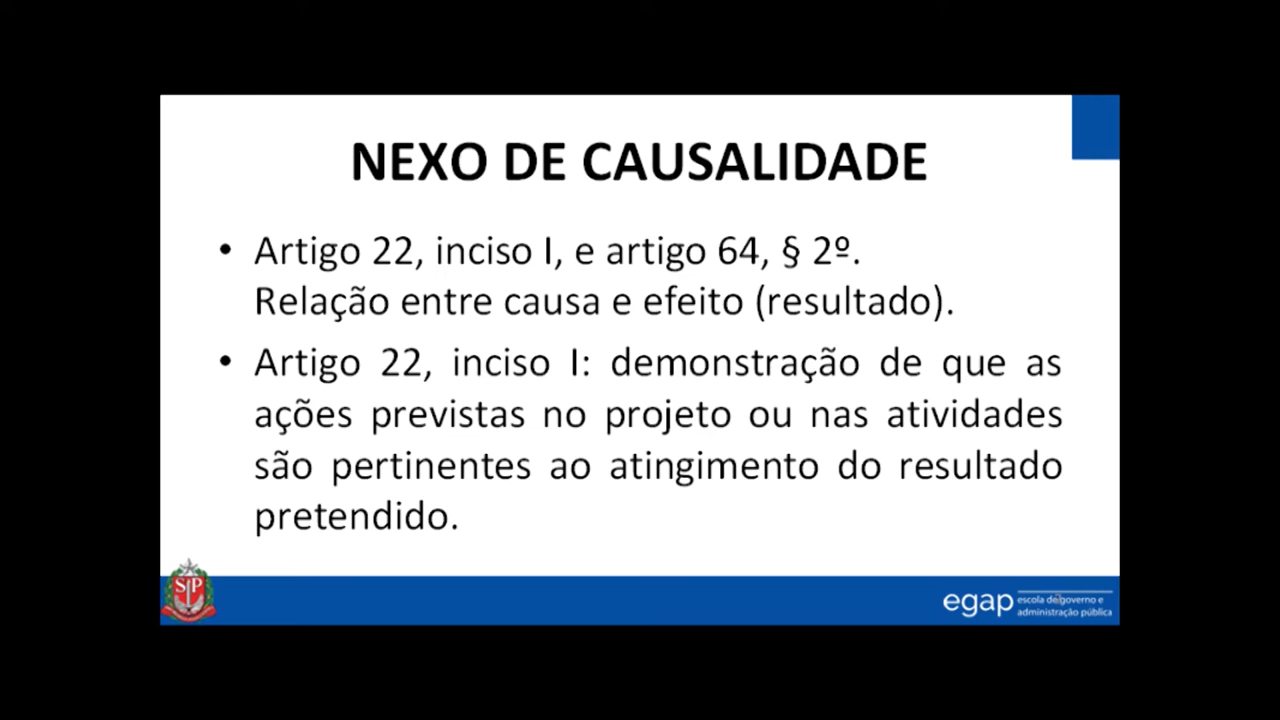 NEXO DE CAUSALIDADE
• Artigo 22, inciso I, e artigo 64, § 2º.
Relação entre causa e efeito (resultado).
• Artigo 22, inciso I: demonstração de que as
ações previstas no projeto ou nas atividades
são pertinentes ao atingimento do resultado
pretendido.
SP
egap
escola de governo e
administração pública